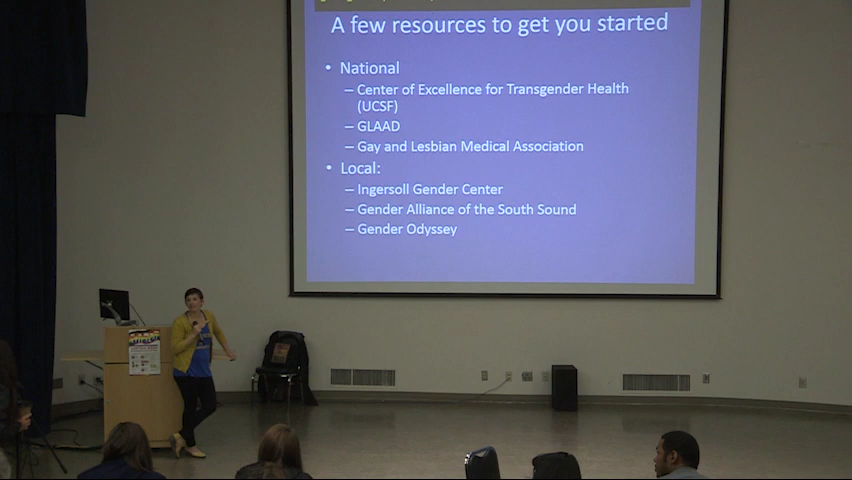 A few resources to get you started
• National
– Center of Excellence for Transgender Health
(UCSF)
– GLAAD
– Gay and Lesbian Medical Association
• Local:
– Ingersoll Gender Center
– Gender Alliance of the South Sound
– Gender Odyssey